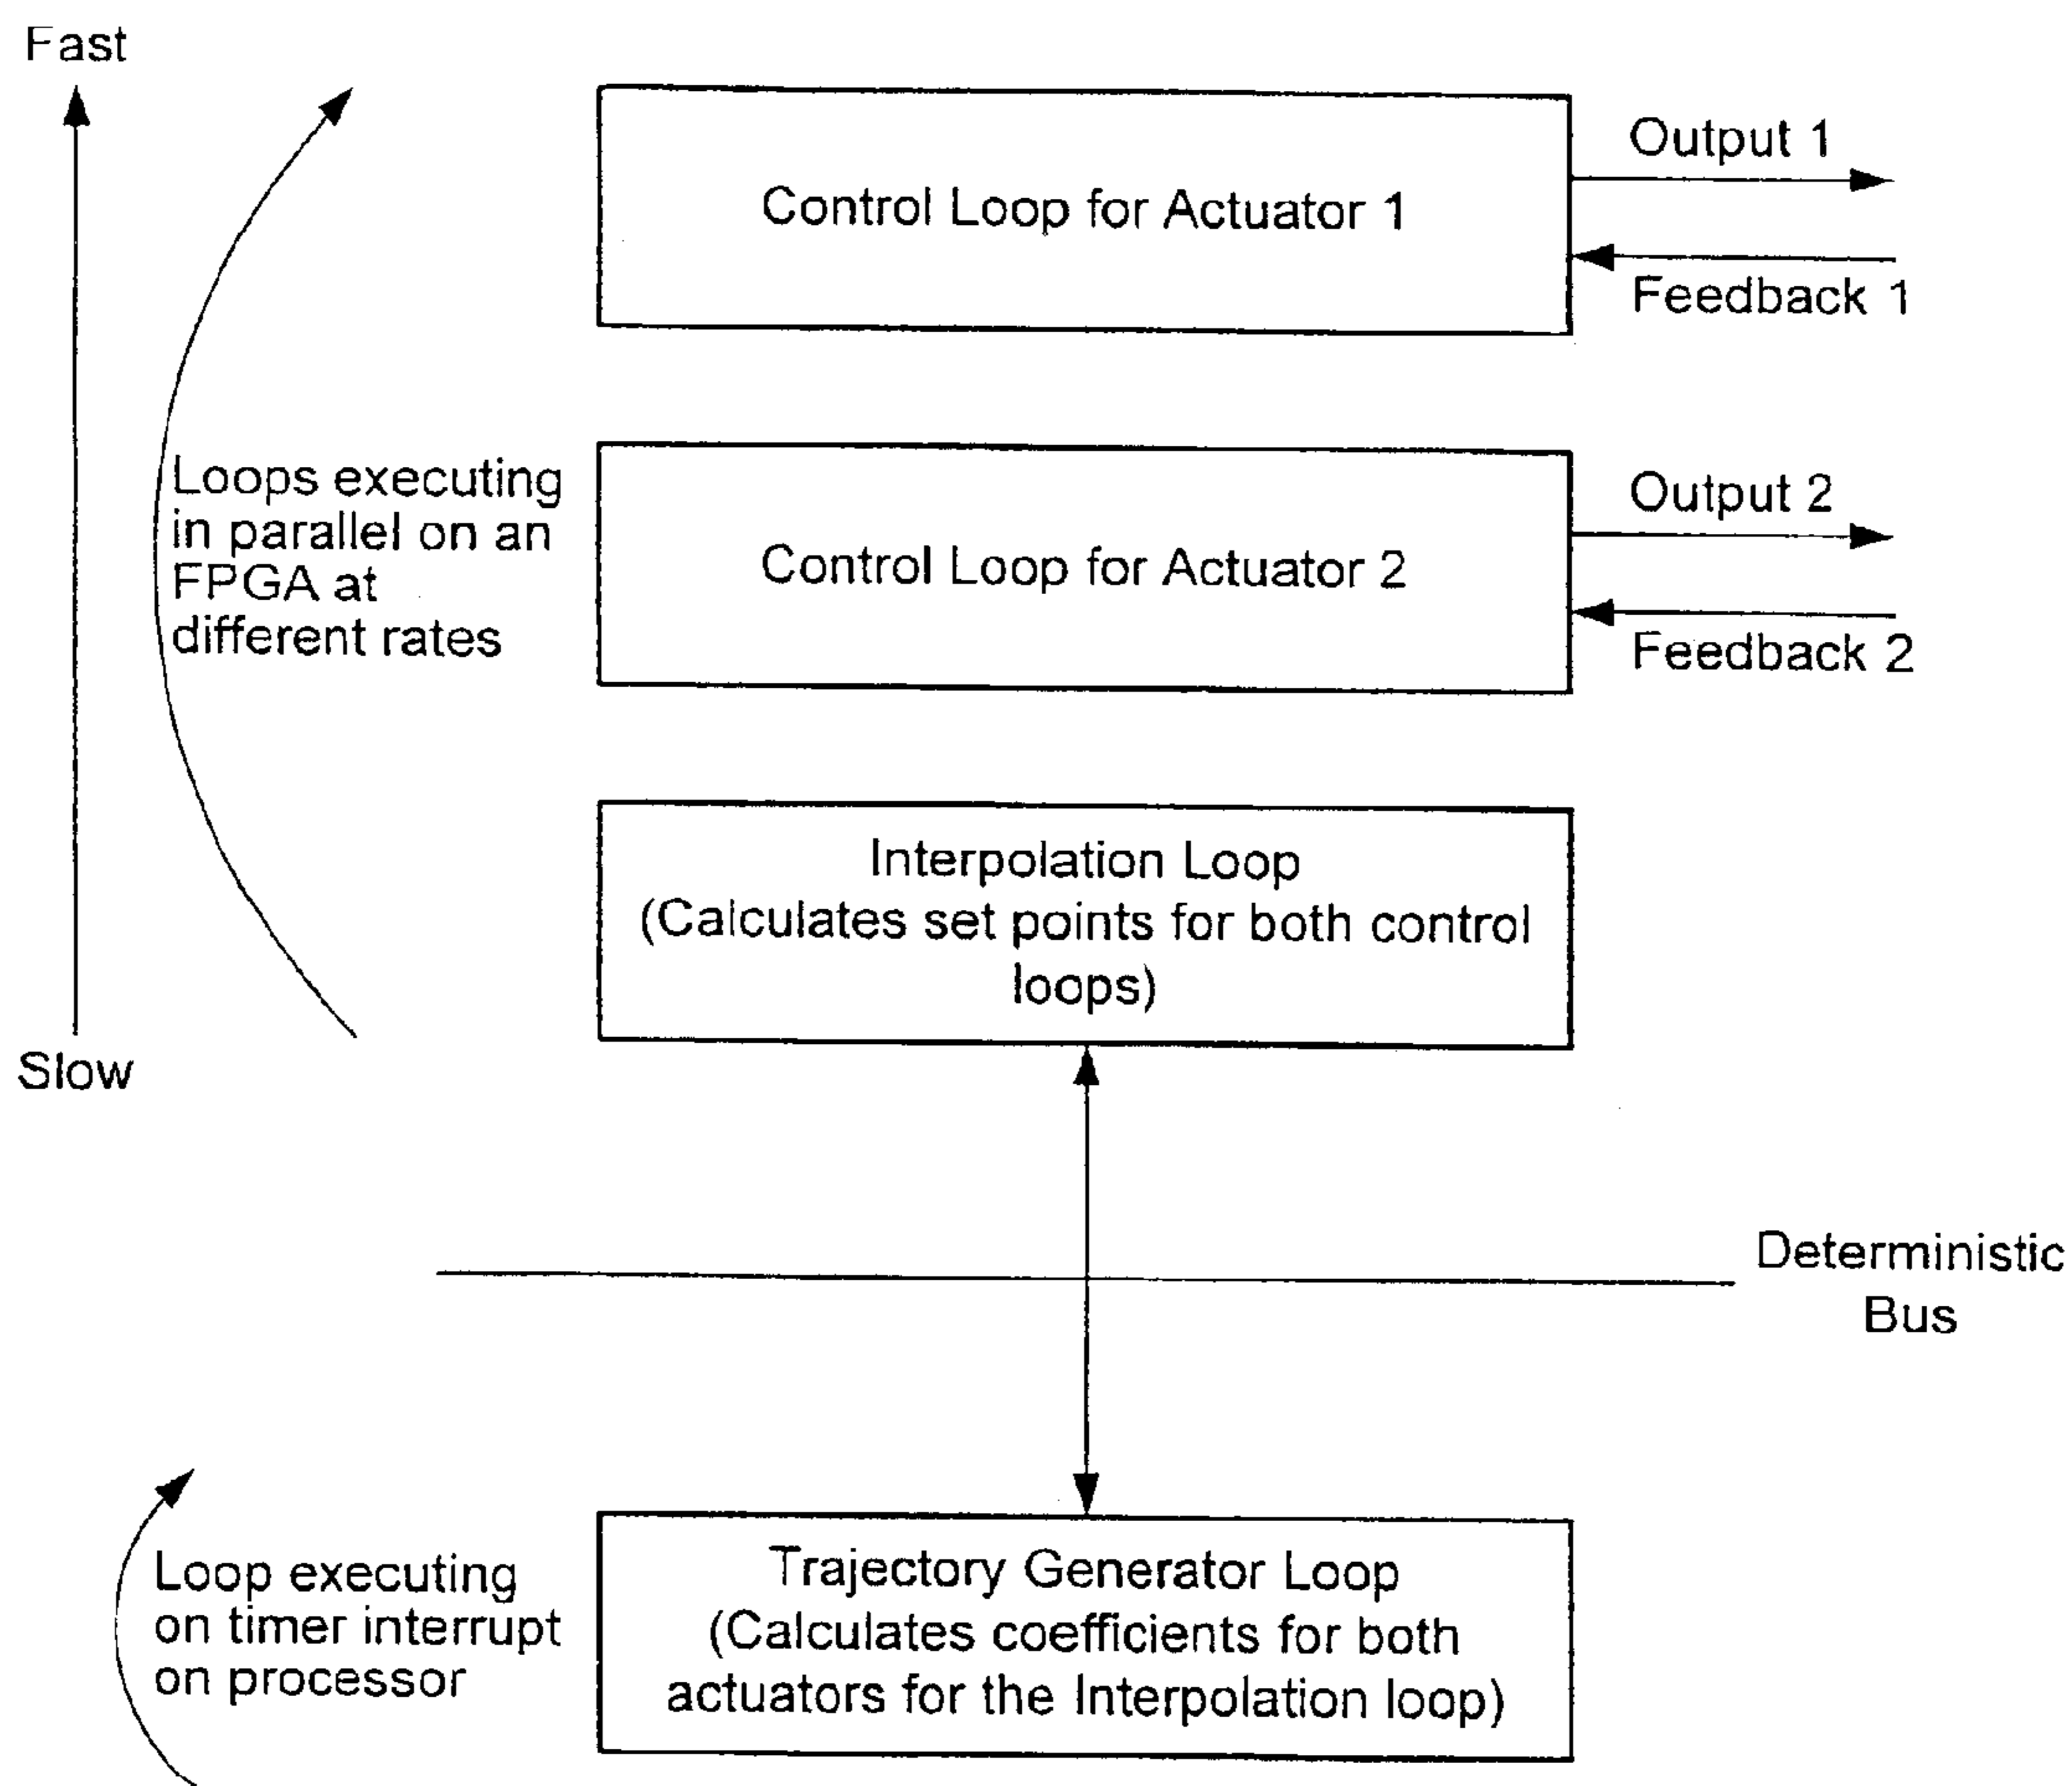 Fast
Control Loop for Actuator 1
Output 1
Feedback 1
Loops executing
in parallel on an
FPGA at
different rates
Control Loop for Actuator 2
Output 2
Feedback 2
Interpolation Loop
(Calculates set points for both control
loops)
Slow
Deterministic
Bus
Loop executing
on timer interrupt
on processor
Trajectory Generator Loop
(Calculates coefficients for both
actuators for the Interpolation loop)